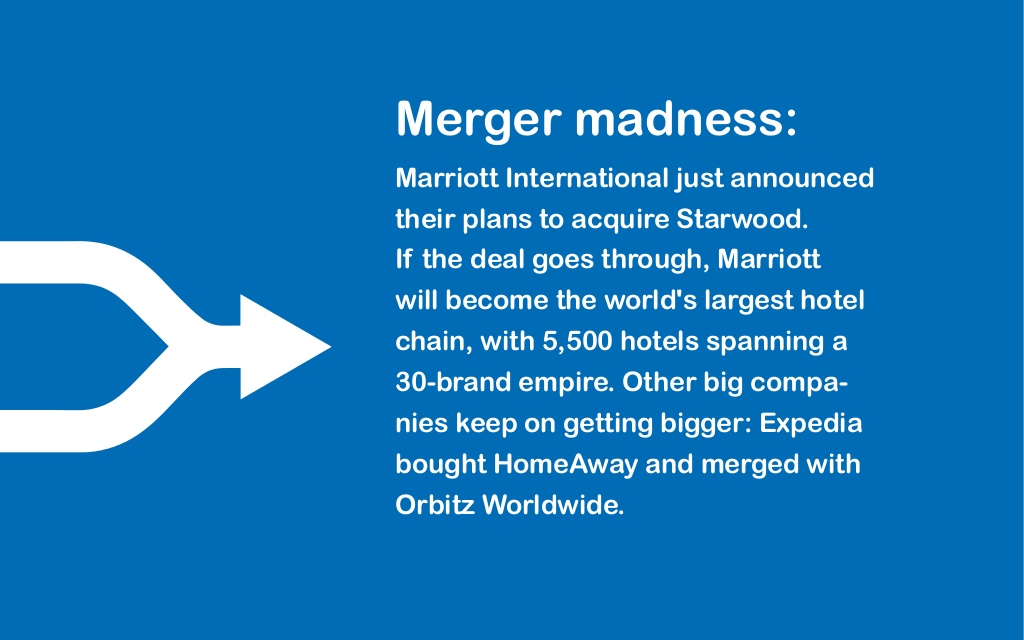 Merger madness:
Marriott International just announced
their plans to acquire Starwood.
If the deal goes through, Marriott
will become the world's largest hotel
chain, with 5,500 hotels spanning a
30-brand empire. Other big compa-
nies keep on getting bigger: Expedia
bought HomeAway and merged with
Orbitz Worldwide.